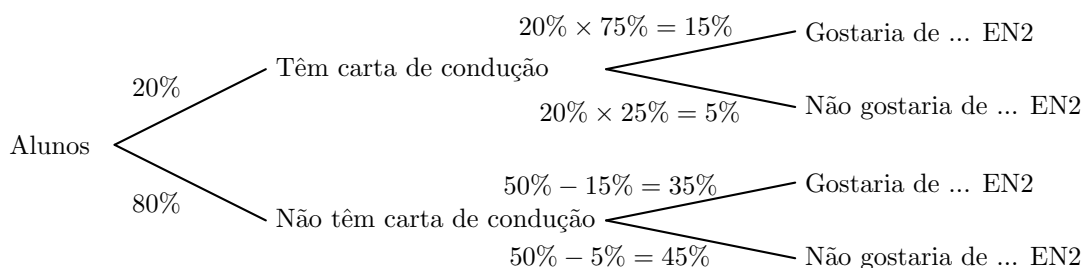 20% × 75% = 15%
Gostaria de ... EN2
Têm carta de condução
20%
20% × 25% = 5%
Não gostaria de ... EN2
Alunos
50% − 15% = 35%
Gostaria de ... EN2
80%
Não têm carta de condução
50% − 5% = 45%
Não gostaria de ... EN2